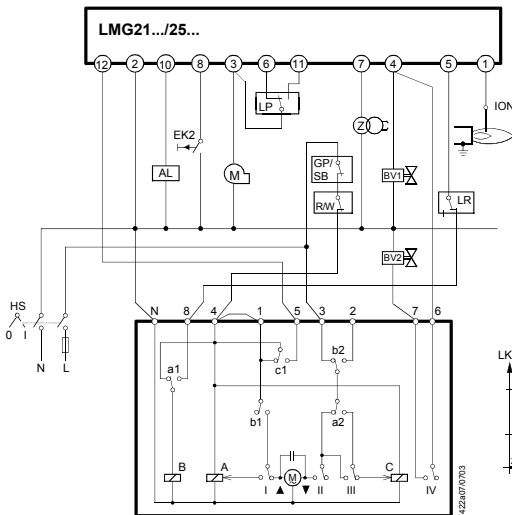 LMG21.../25...
12 2 10 8 3 6 11 7 4 5 1
LP
ION
EK2
Z
GP/
SB
AL
M
BV1
R/W
LR
BV2
HS
0 I
N L
N 8 4 1 5 3 2 7 6
LK
c1
b2
a1
b1
a2
B A I M II III C IV
422a07/0703